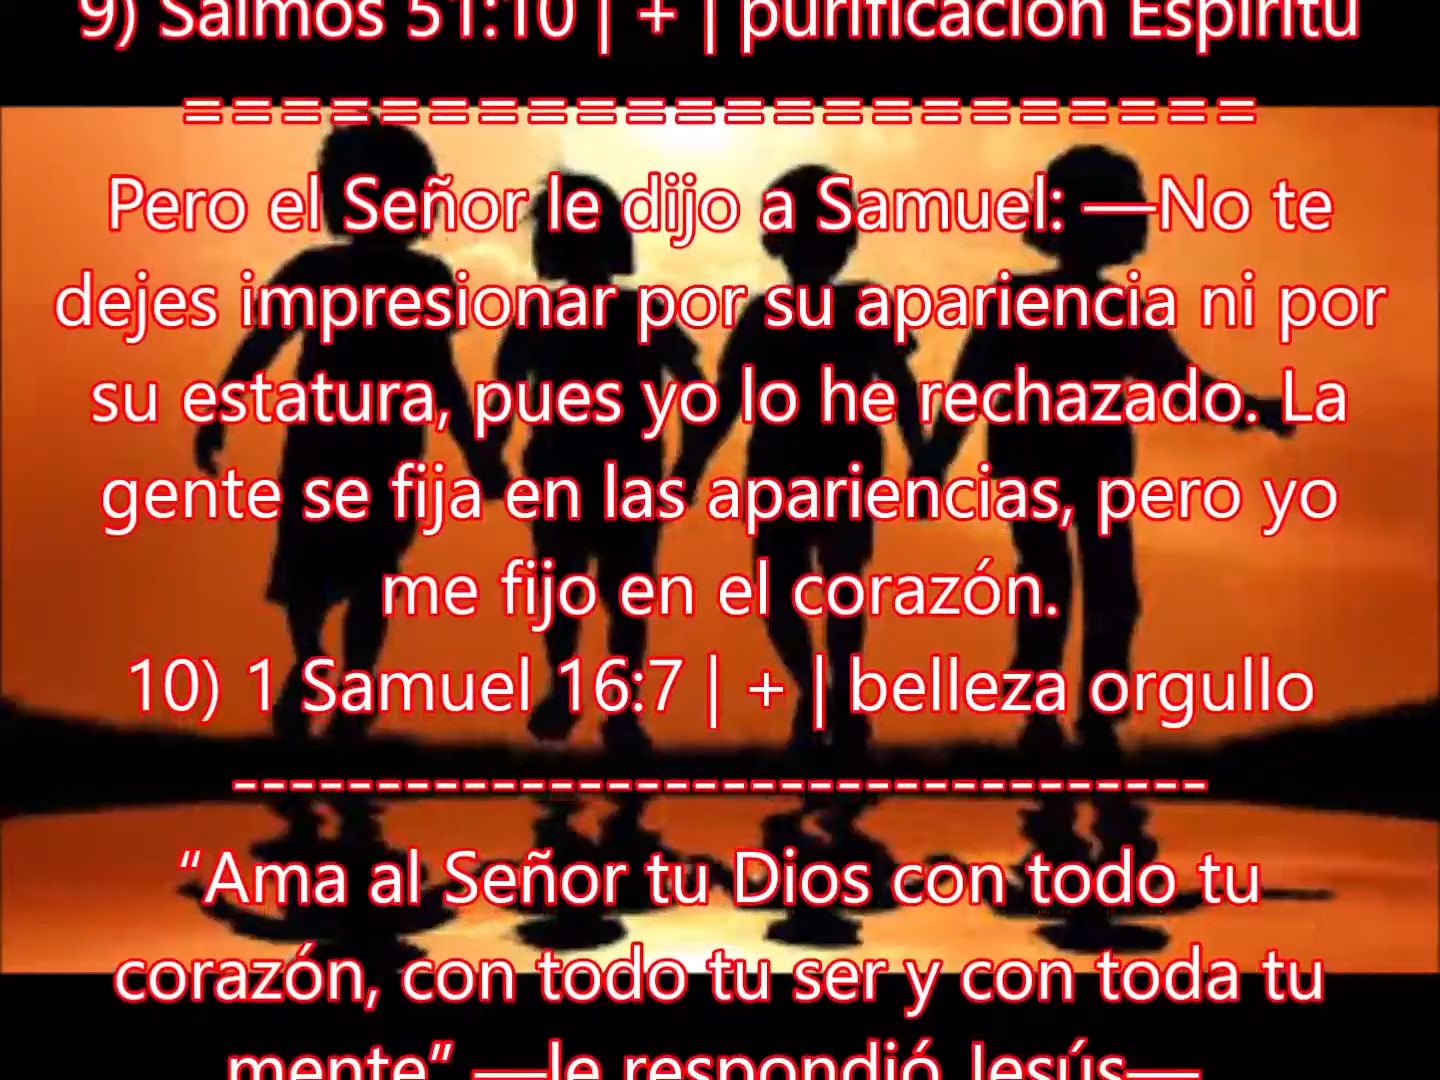 9) Salmos 51:10 | + | purificación Espíritu
======================
Pero el Señor le dijo a Samuel: —No te
dejes impresionar por su apariencia ni por
su estatura, pues yo lo he rechazado. La
gente se fija en las apariencias, pero yo
me fijo en el corazón.
10) 1 Samuel 16:7 | + | belleza orgullo
----------------------------------
“Ama al Señor tu Dios con todo tu
corazón, con todo tu ser y con toda tu
mente” —le respondió Jesús—